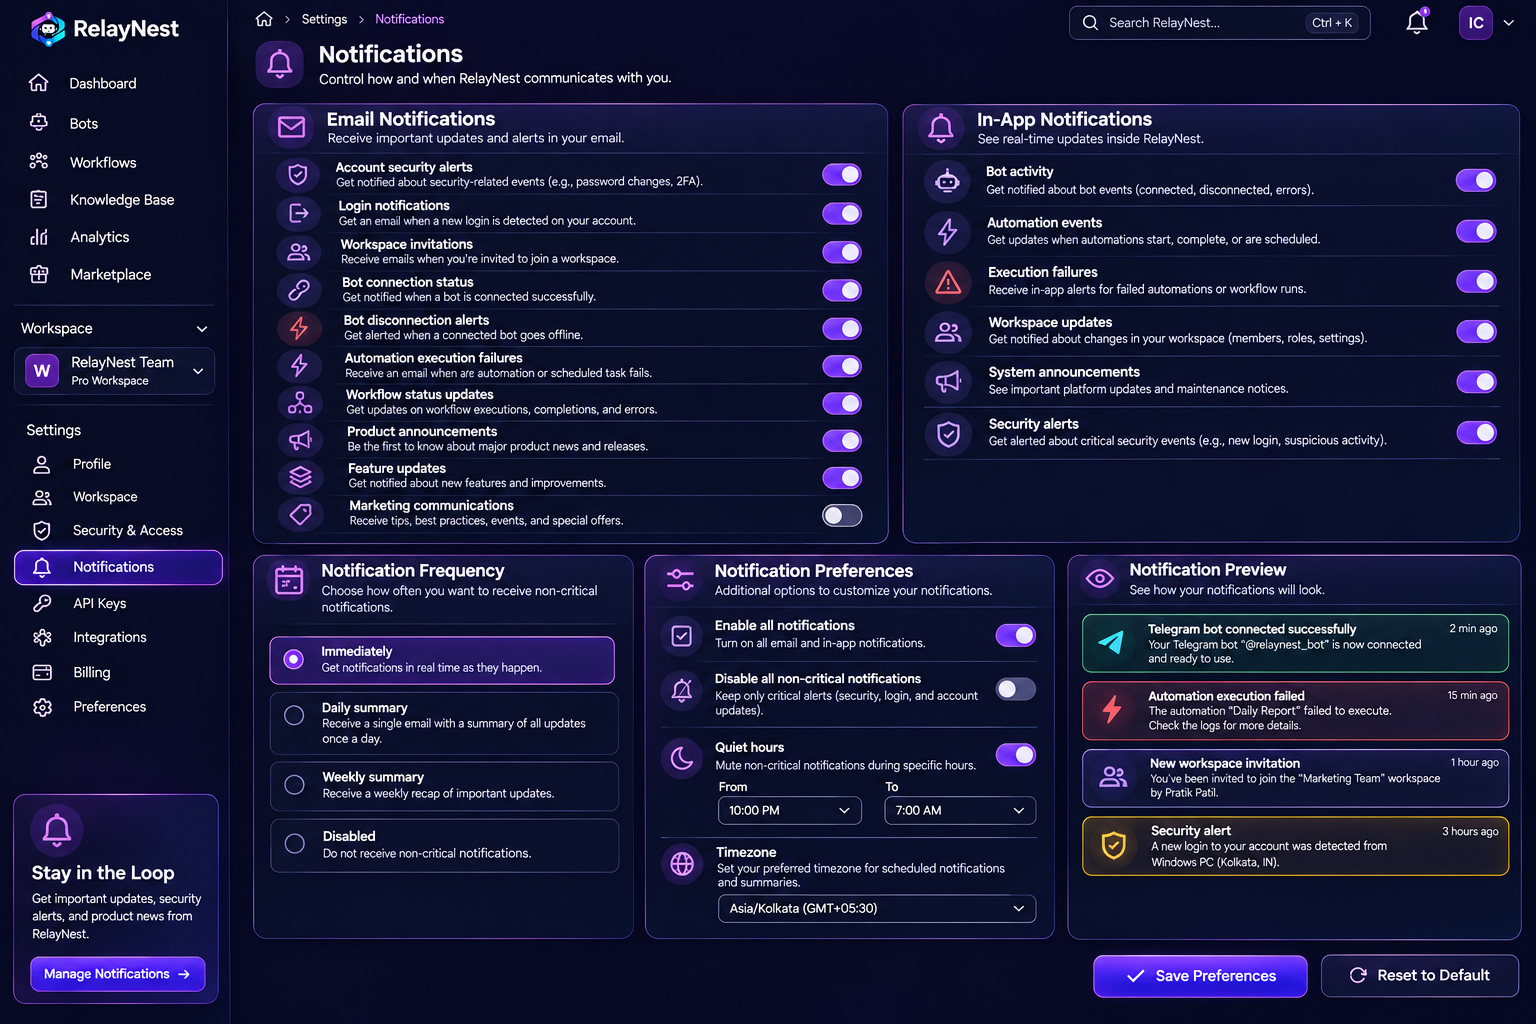 RelayNest
Dashboard
Bots
Workflows
Knowledge Base
Analytics
Marketplace
Workspace
W
RelayNest Team
Pro Workspace
Settings
Profile
Workspace
Security & Access
Notifications
API Keys
Integrations
Billing
Preferences
Stay in the Loop
Get important updates, security
alerts, and product news from
RelayNest.
Manage Notifications →
Settings > Notifications
Search RelayNest...
Ctrl + K
IC
Notifications
Control how and when RelayNest communicates with you.
Email Notifications
Receive important updates and alerts in your email.
Account security alerts
Get notified about security-related events (e.g., password changes, 2FA).
Login notifications
Get an email when a new login is detected on your account.
Workspace invitations
Receive emails when you're invited to join a workspace.
Bot connection status
Get notified when a bot is connected successfully.
Bot disconnection alerts
Get alerted when a connected bot goes offline.
Automation execution failures
Receive an email when are automation or scheduled task fails.
Workflow status updates
Get updates on workflow executions, completions, and errors.
Product announcements
Be the first to know about major product news and releases.
Feature updates
Get notified about new features and improvements.
Marketing communications
Receive tips, best practices, events, and special offers.
In-App Notifications
See real-time updates inside RelayNest.
Bot activity
Get notified about bot events (connected, disconnected, errors).
Automation events
Get updates when automations start, complete, or are scheduled.
Execution failures
Receive in-app alerts for failed automations or workflow runs.
Workspace updates
Get notified about changes in your workspace (members, roles, settings).
System announcements
See important platform updates and maintenance notices.
Security alerts
Get alerted about critical security events (e.g., new login, suspicious activity).
Notification Frequency
Choose how often you want to receive non-critical
notifications.
Immediately
Get notifications in real time as they happen.
Daily summary
Receive a single email with a summary of all updates
once a day.
Weekly summary
Receive a weekly recap of important updates.
Disabled
Do not receive non-critical notifications.
Notification Preferences
Additional options to customize your notifications.
Enable all notifications
Turn on all email and in-app notifications.
Disable all non-critical notifications
Keep only critical alerts (security, login, and account
updates).
Quiet hours
Mute non-critical notifications during specific hours.
From
To
10:00 PM
7:00 AM
Timezone
Set your preferred timezone for scheduled notifications
and summaries.
Asia/Kolkata (GMT+05:30)
Notification Preview
See how your notifications will look.
Telegram bot connected successfully
2 min ago
Your Telegram bot "@relaynest_bot" is now connected
and ready to use.
Automation execution failed
15 min ago
The automation "Daily Report" failed to execute.
Check the logs for more details.
New workspace invitation
1 hour ago
You've been invited to join the "Marketing Team" workspace
by Pratik Patil.
Security alert
3 hours ago
A new login to your account was detected from
Windows PC (Kolkata, IN).
Save Preferences
Reset to Default